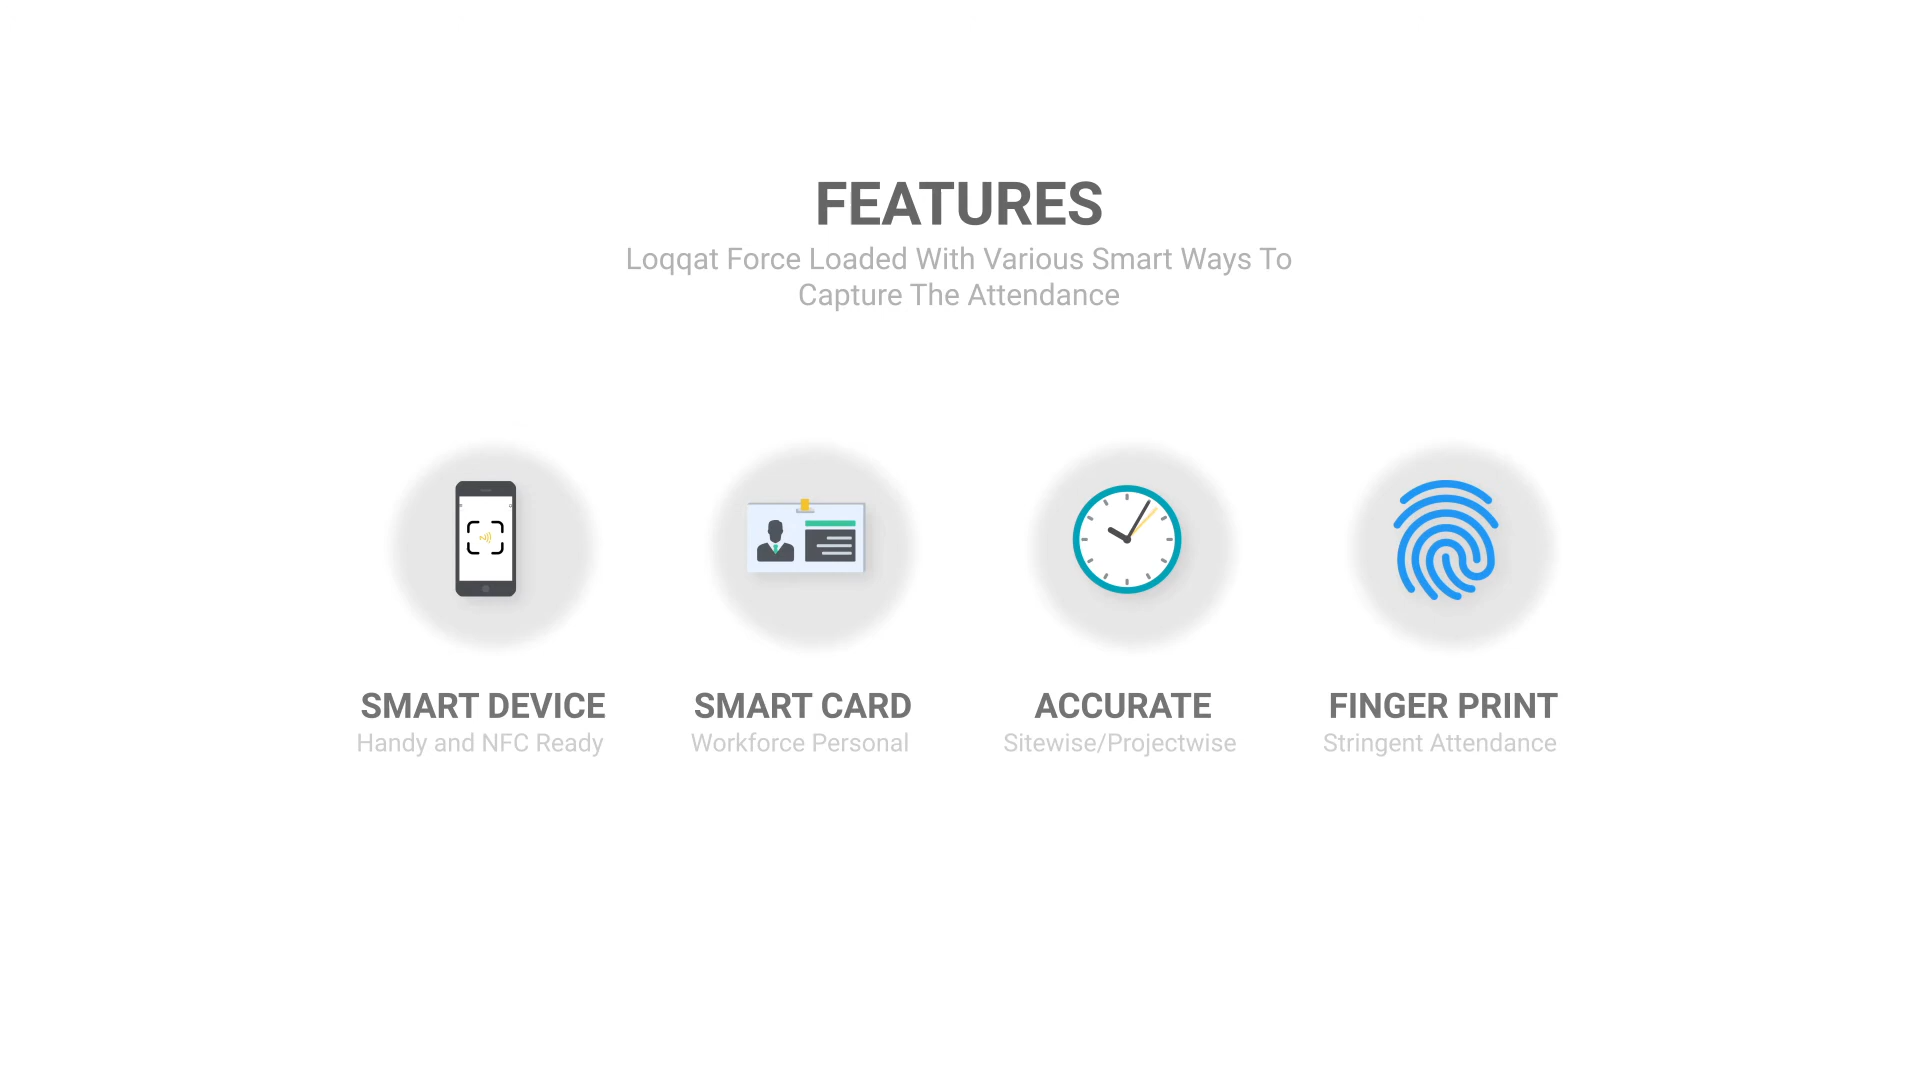 FEATURES
Loqqat Force Loaded With Various Smart Ways To
Capture The Attendance
SMART DEVICE
Handy and NFC Ready
SMART CARD
Workforce Personal
ACCURATE
Sitewise/Projectwise
FINGER PRINT
Stringent Attendance